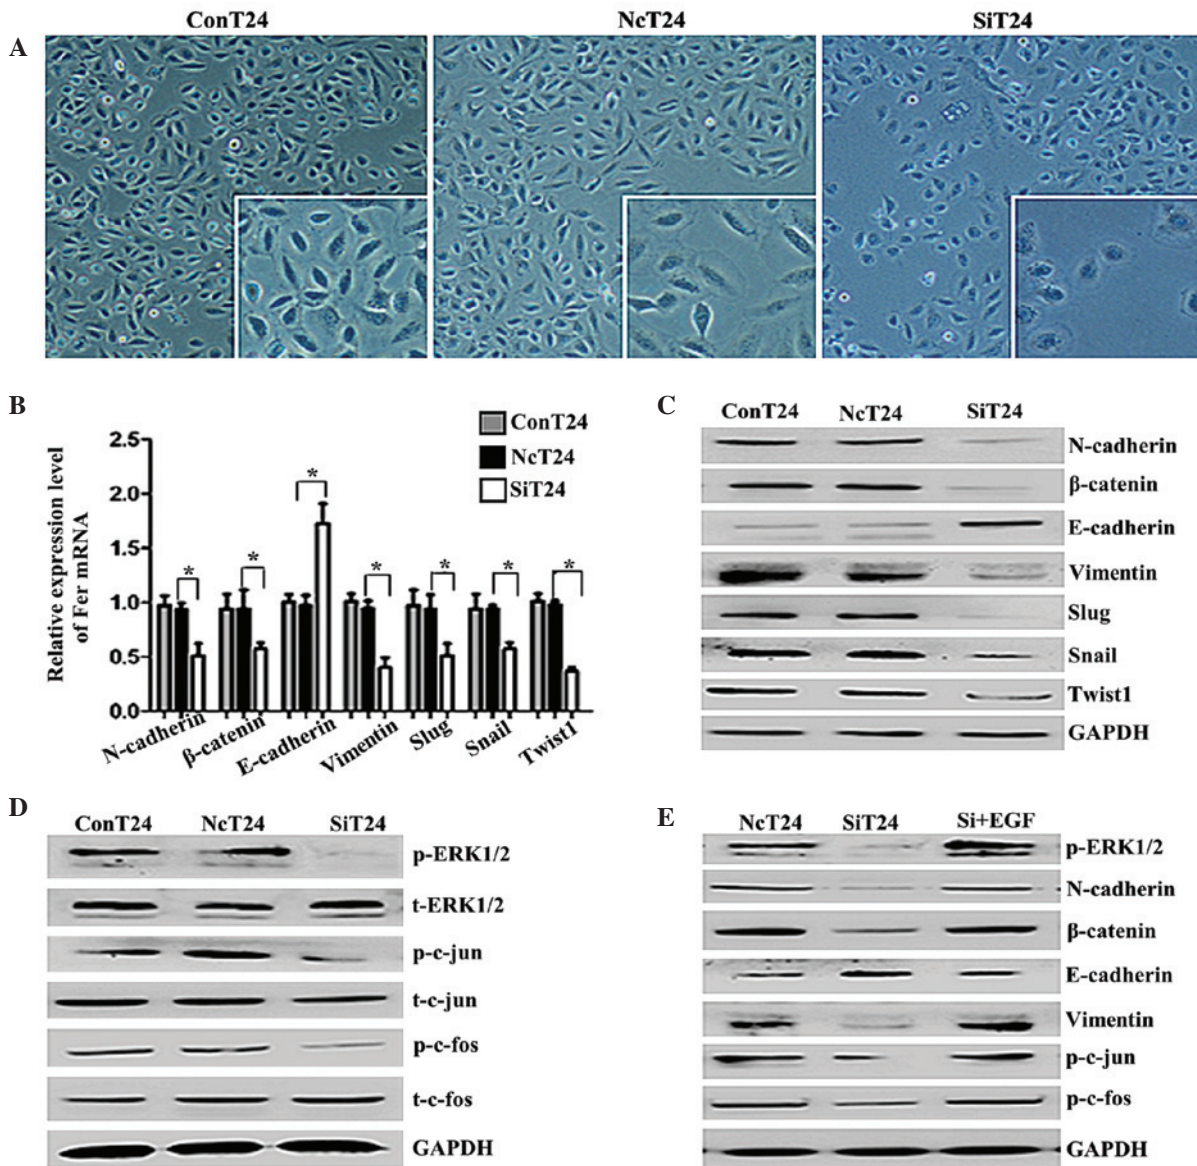 ConT24 NcT24 SiT24
A
B
ConT24
NcT24
SiT24
Relative expression level
of Fer mRNA
2.5
2.0
1.5
1.0
0.5
0.0
* * * * * * *
N-cadherin β-catenin E-cadherin Vimentin Slug Snail Twist1
C
ConT24 NcT24 SiT24
N-cadherin
β-catenin
E-cadherin
Vimentin
Slug
Snail
Twist1
GAPDH
D
ConT24 NcT24 SiT24
p-ERK1/2
t-ERK1/2
p-c-jun
t-c-jun
p-c-fos
t-c-fos
GAPDH
E
NcT24 SiT24 Si+EGF
p-ERK1/2
N-cadherin
β-catenin
E-cadherin
Vimentin
p-c-jun
p-c-fos
GAPDH